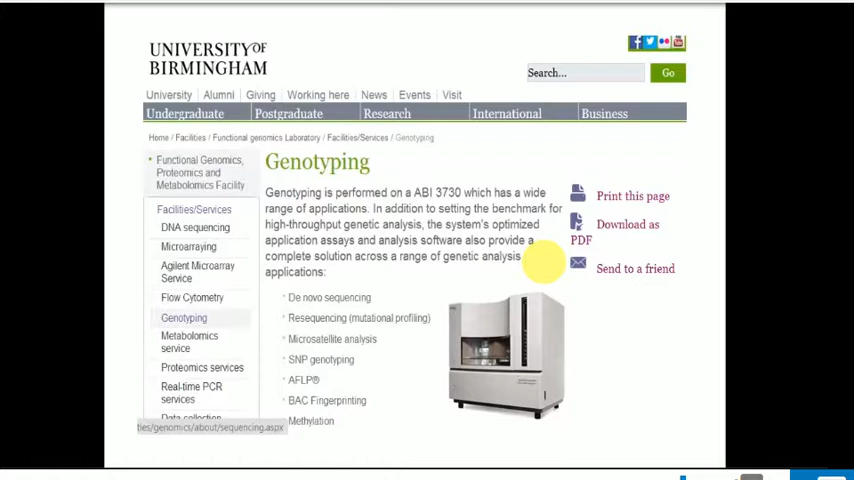 UNIVERSITY OF
BIRMINGHAM
Search...
Go
University Alumni Giving Working here News Events Visit
Undergraduate Postgraduate Research International Business
Home / Facilities / Functional genomics Laboratory / Facilities/Services / Genotyping
Functional Genomics,
Proteomics and
Metabolomics Facility
Facilities/Services
DNA sequencing
Microarraying
Agilent Microarray
Service
Flow Cytometry
Genotyping
Metabolomics
service
Proteomics services
Real-time PCR
services
Data collection
ties/genomics/about/sequencing.aspx
Genotyping
Genotyping is performed on a ABI 3730 which has a wide
range of applications. In addition to setting the benchmark for
high-throughput genetic analysis, the system's optimized
application assays and analysis software also provide a
complete solution across a range of genetic analysis
applications:
De novo sequencing
Resequencing (mutational profiling)
Microsatellite analysis
SNP genotyping
AFLP®
BAC Fingerprinting
Methylation
Print this page
Download as
PDF
Send to a friend